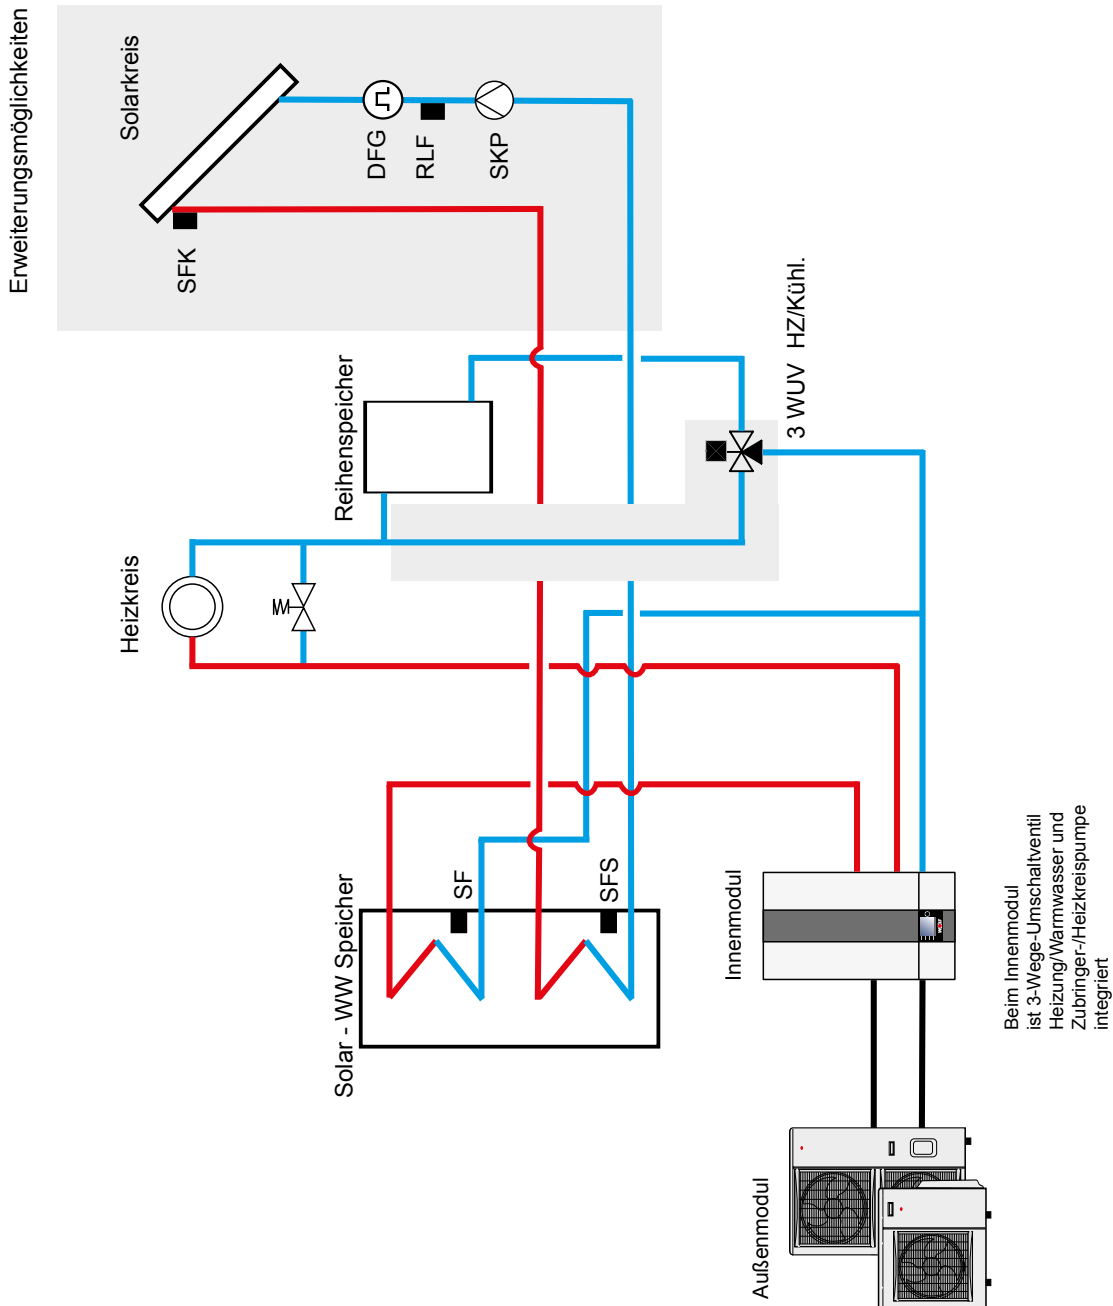 Erweiterungsmöglichkeiten
Solarkreis
SFK
DFG
RLF
SKP
3 WUV HZ/Kühl.
Reihenspeicher
Heizkreis
Solar - WW Speicher
SF
SFS
Innenmodul
Beim Innenmodul
ist 3-Wege-Umschaltventil
Heizung/Warmwasser und
Zubringer-/Heizkreispumpe
integriert
Außenmodul
WOLF